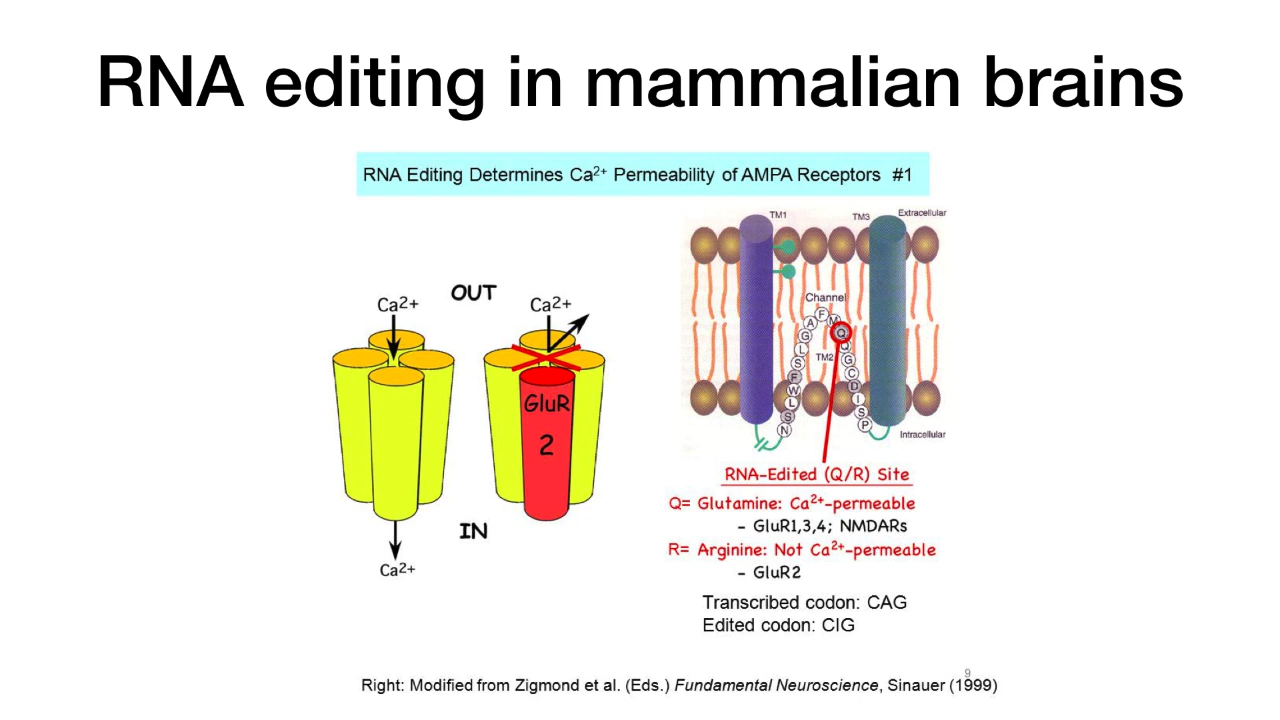 RNA editing in mammalian brains
RNA Editing Determines Ca2+ Permeability of AMPA Receptors #1
Ca2+
OUT
Ca2+
GluR
2
IN
Ca2+
TM1
TM3
Extracellular
Channel
TM2
N S L W F S L G A F M Q Q G C D I S P
Intracellular
RNA-Edited (Q/R) Site
Q= Glutamine: Ca2+-permeable
- GluR1,3,4; NMDARs
R= Arginine: Not Ca2+-permeable
- GluR2
Transcribed codon: CAG
Edited codon: CIG
9
Right: Modified from Zigmond et al. (Eds.) Fundamental Neuroscience, Sinauer (1999)